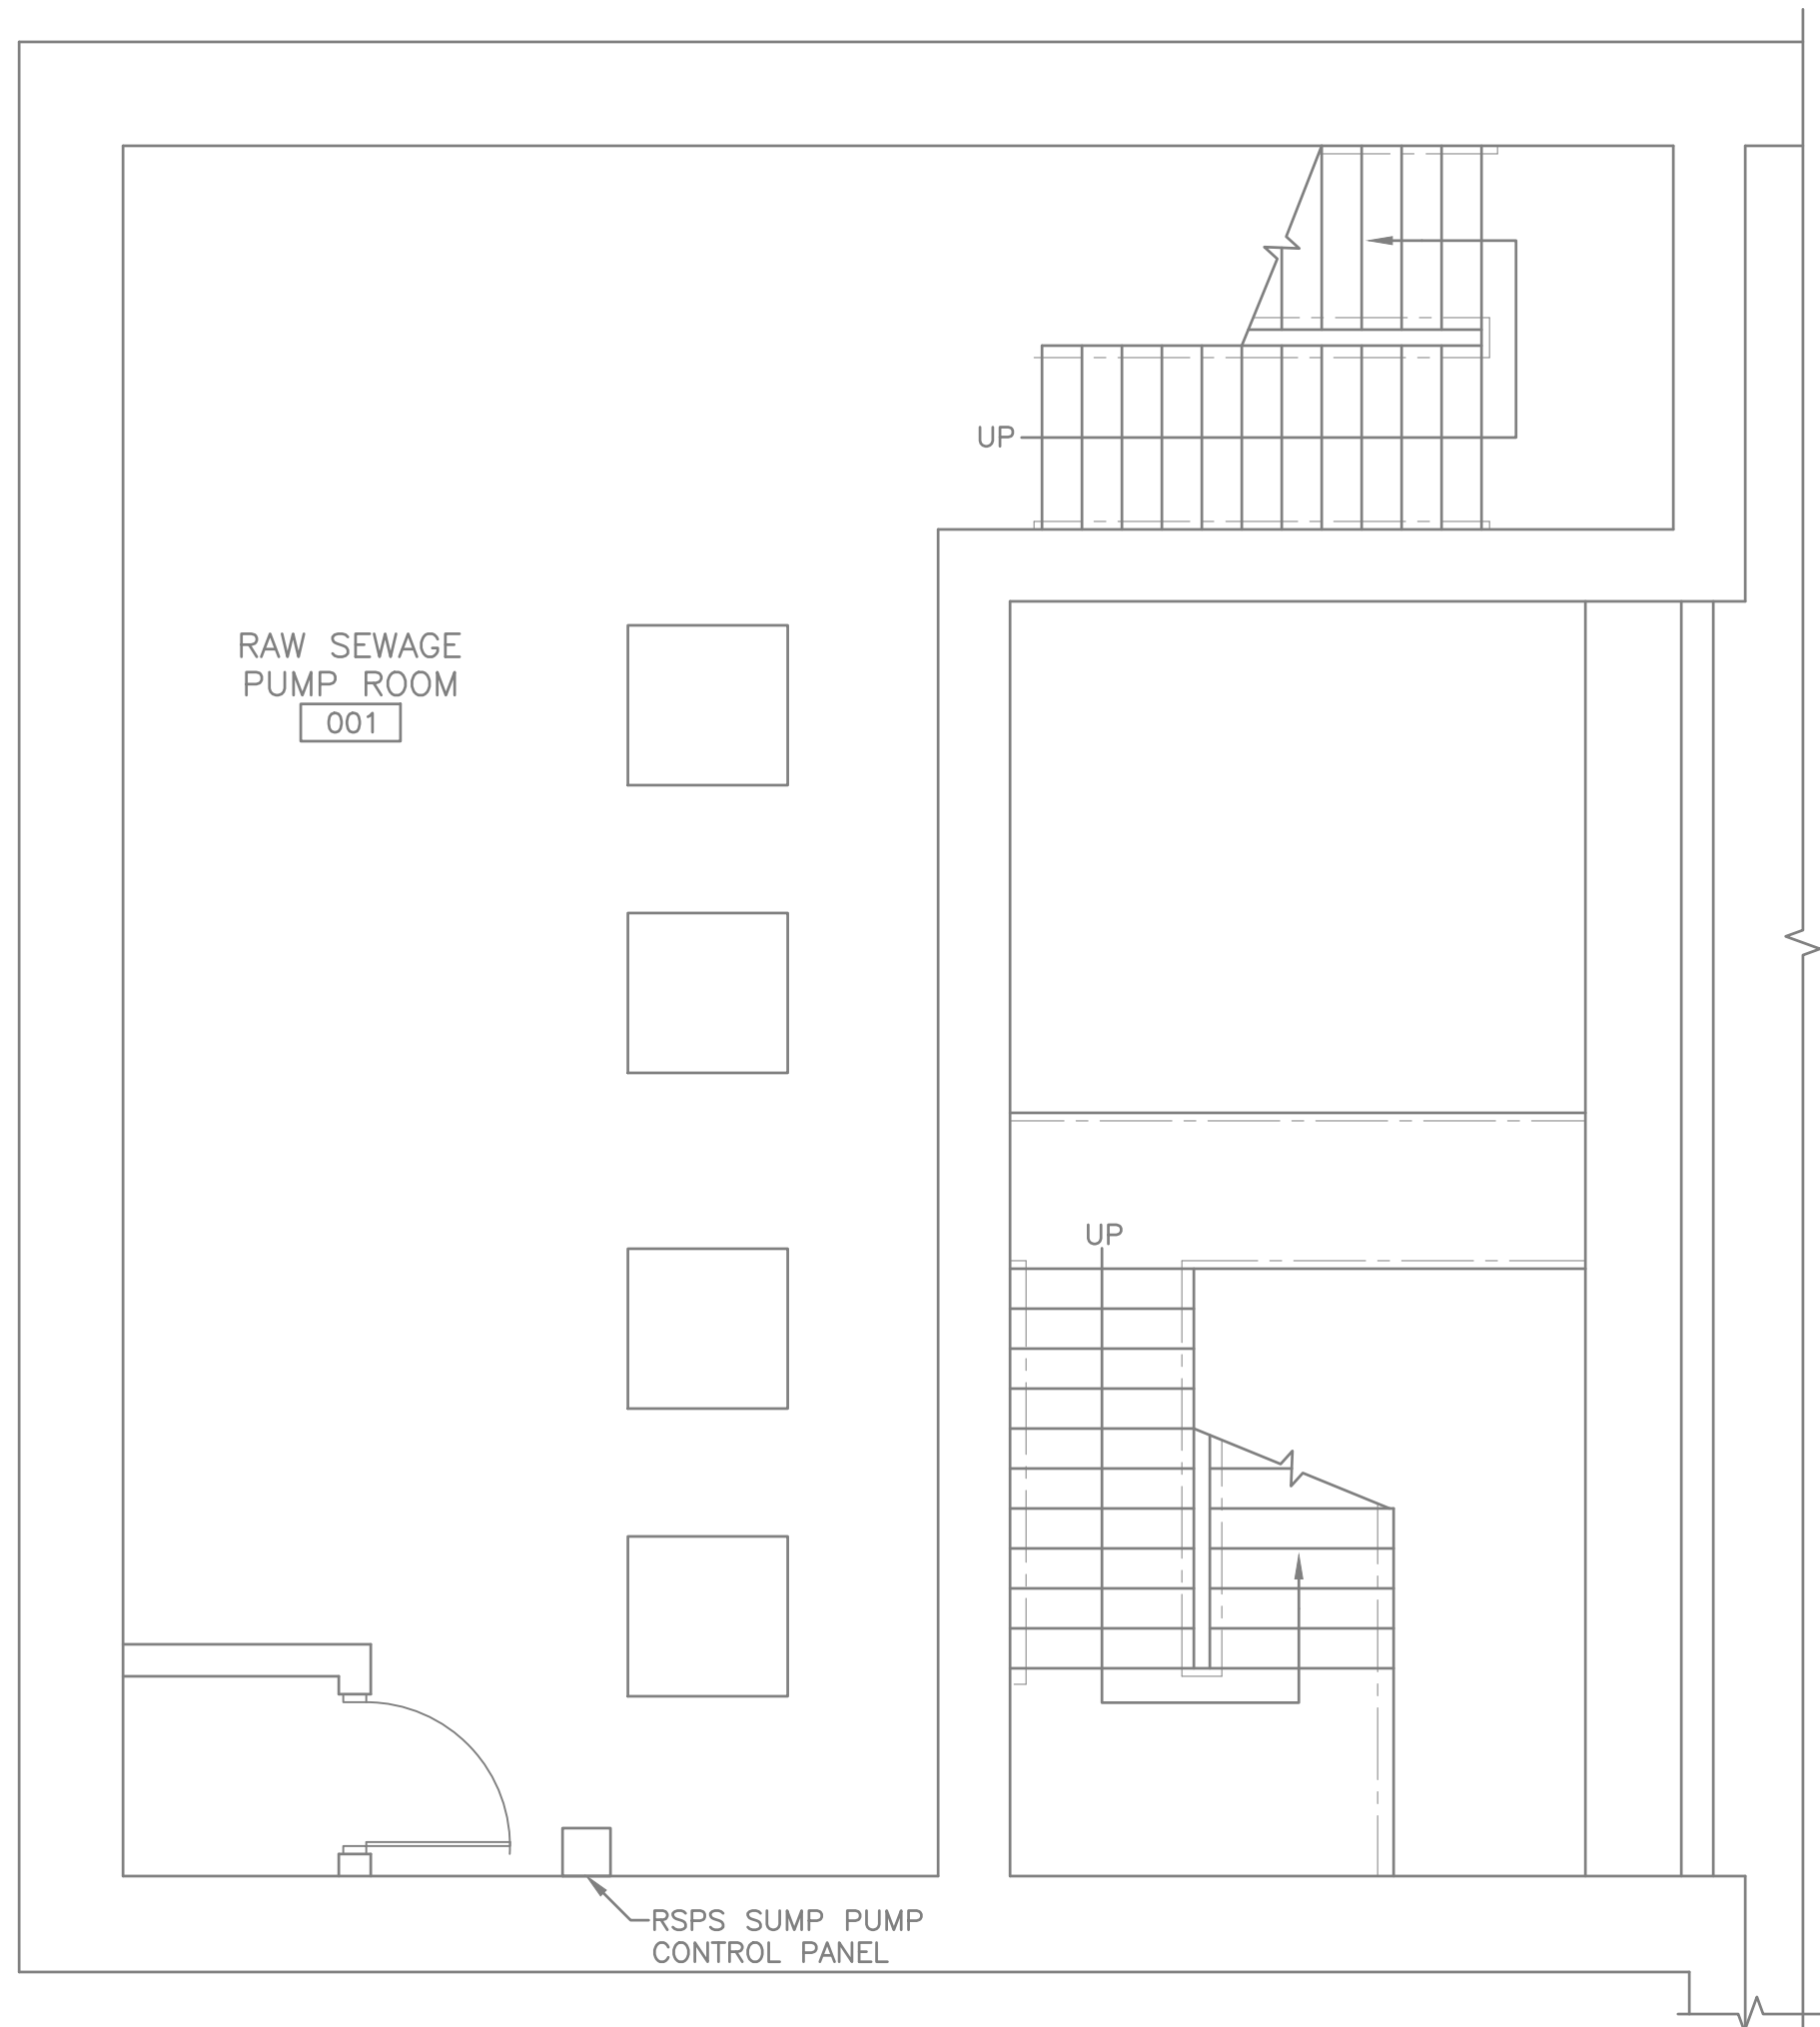 UP
RAW SEWAGE
PUMP ROOM
001
UP
RSPS SUMP PUMP
CONTROL PANEL